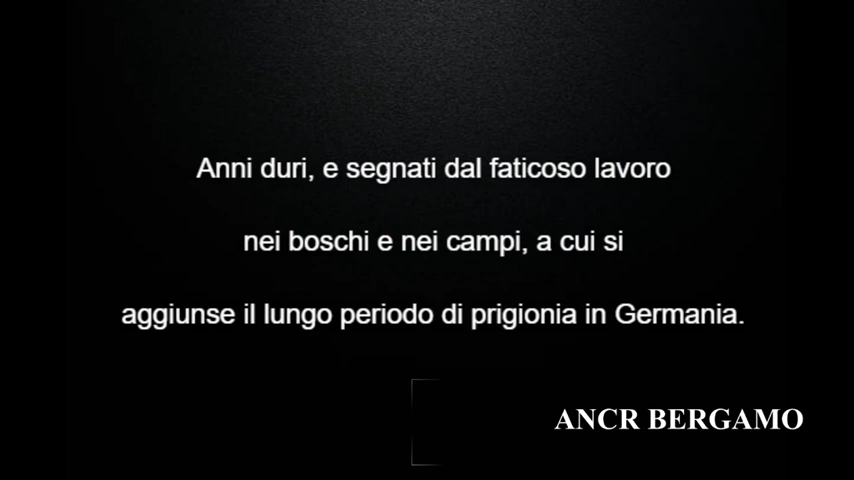 Anni duri, e segnati dal faticoso lavoro
nei boschi e nei campi, a cui si
aggiunse il lungo periodo di prigionia in Germania.
ANCR BERGAMO